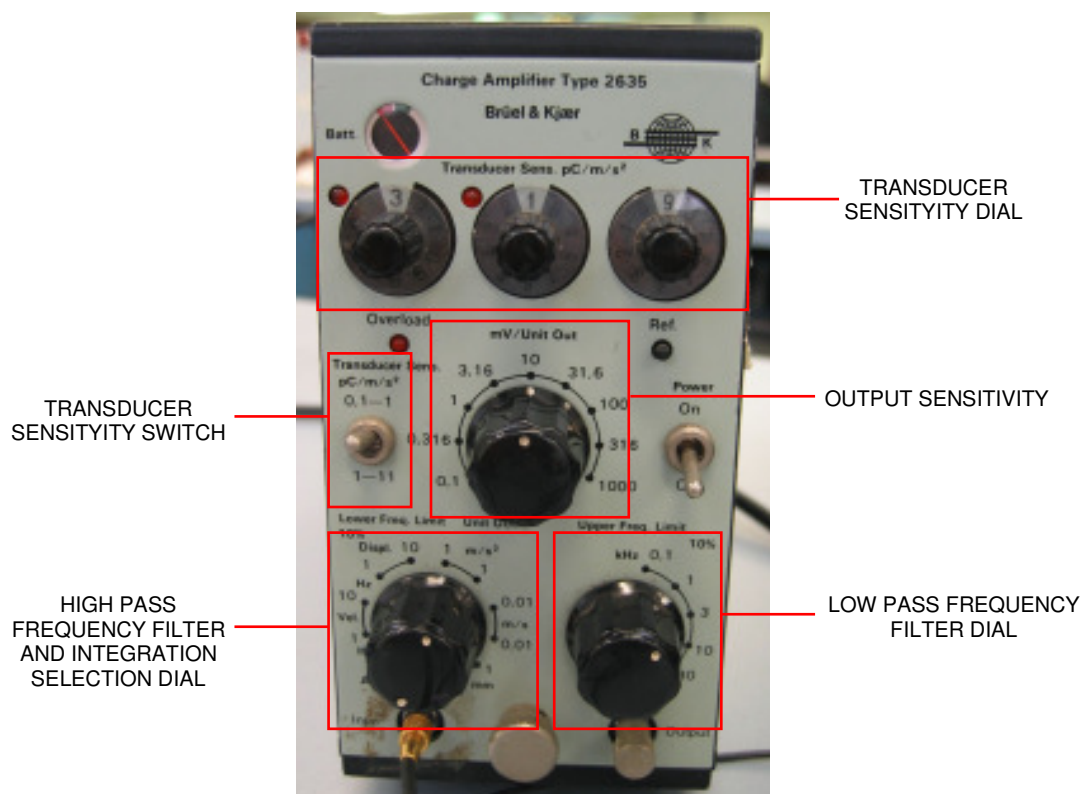 Charge Amplifier Type 2635
Brüel & Kjær
Batt.
B K
Transducer Sens. pC/m/s²
3 1 9
TRANSDUCER
SENSITYITY DIAL
Overload
mV/Unit Out
Ref.
Transducer Sens.
pC/m/s²
0,1—1
1—11
TRANSDUCER
SENSITYITY SWITCH
0,1
0,316
1
3,16
10
31,6
100
316
1000
OUTPUT SENSITIVITY
Power
On
Lower Freq. Limit
10%
Unit
Displ. 10
1
Hz
10
Vel.
1
1 m/s²
1
0.01
m/s
0.01
1
mm
HIGH PASS
FREQUENCY FILTER
AND INTEGRATION
SELECTION DIAL
Upper Freq. Limit
10%
kHz 0,1
1
3
10
LOW PASS FREQUENCY
FILTER DIAL
Output